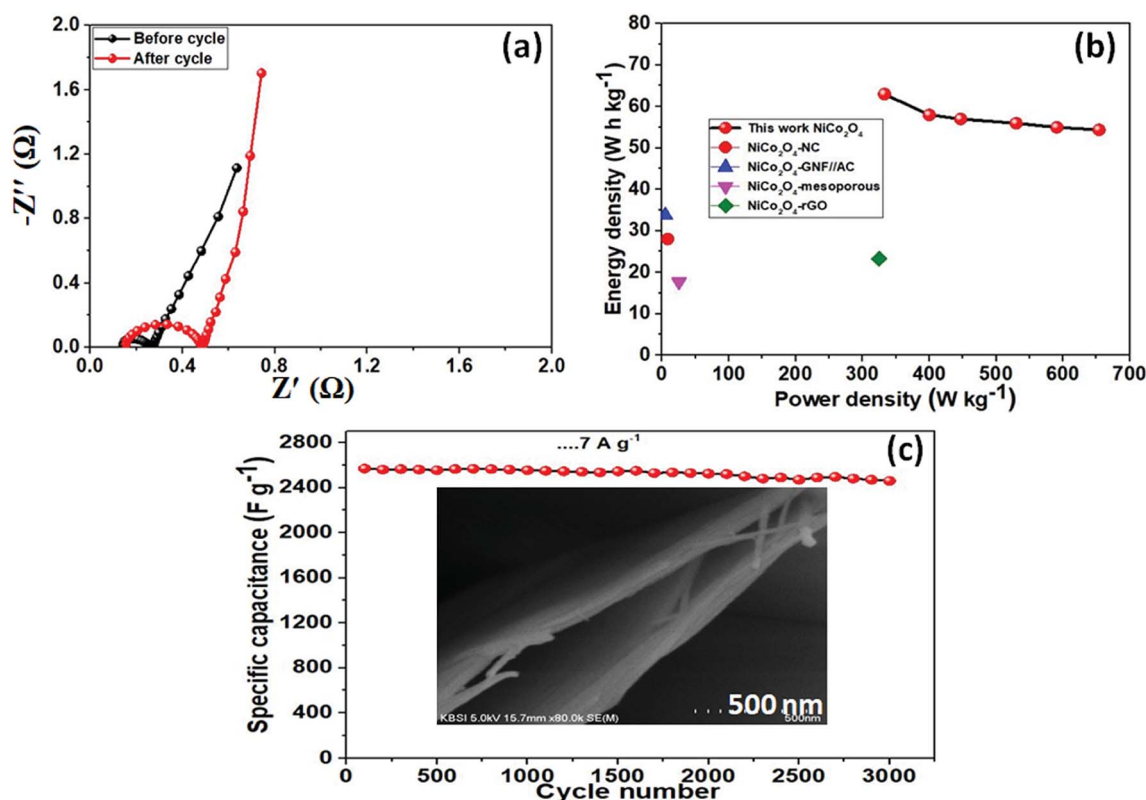 (a)
Before cycle
After cycle
-Z'' (Ω)
2.0
1.6
1.2
0.8
0.4
0.0
0.0 0.4 0.8 1.2 1.6 2.0
Z' (Ω)
(b)
Energy density (W h kg⁻¹)
80
70
60
50
40
30
20
10
0
This work NiCo₂O₄
NiCo₂O₄-NC
NiCo₂O₄-GNF//AC
NiCo₂O₄-mesoporous
NiCo₂O₄-rGO
0 100 200 300 400 500 600 700
Power density (W kg⁻¹)
(c)
....7 A g⁻¹
Specific capacitance (F g⁻¹)
2800
2400
2000
1600
1200
800
400
0
500 nm
KBSI 5.0kV 15.7mm x80.0k SE(M) 500nm
0 500 1000 1500 2000 2500 3000
Cycle number